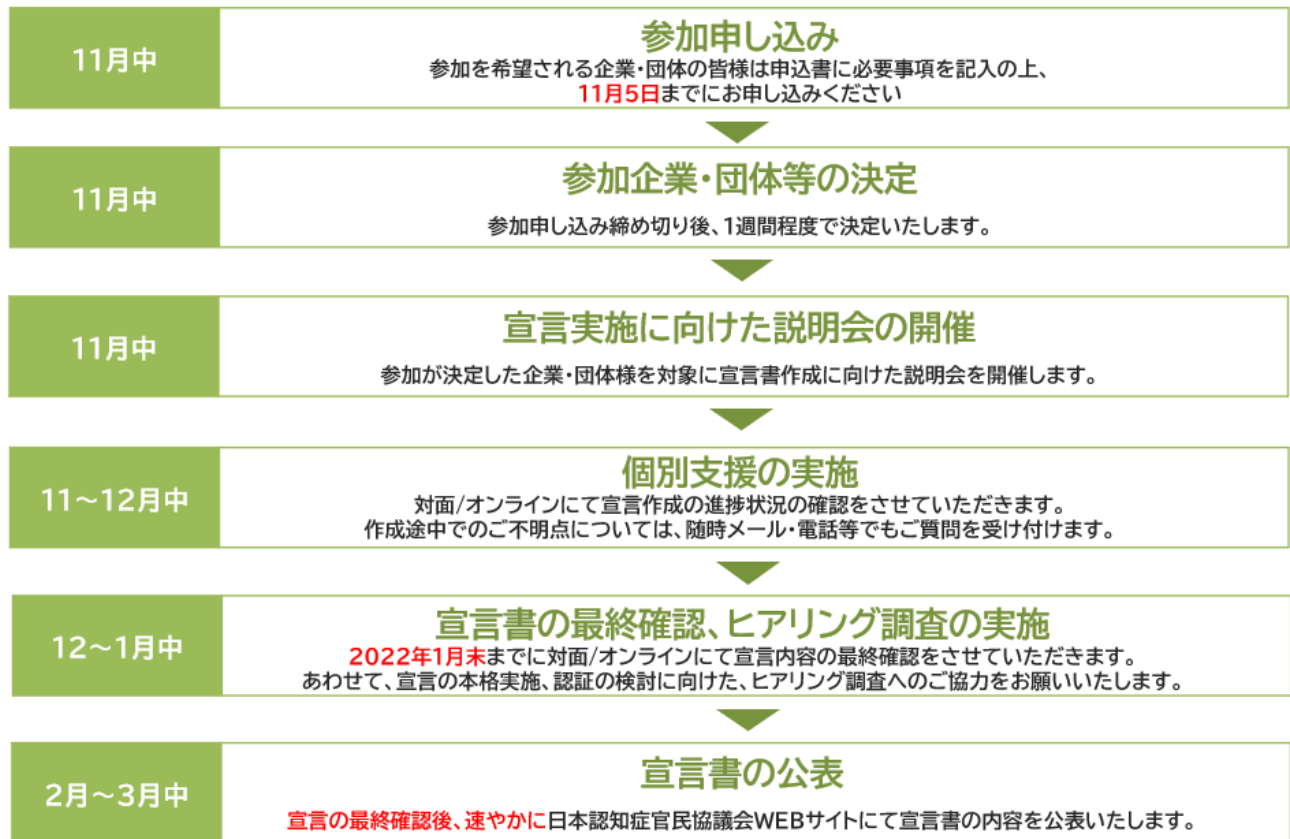 11月中
参加申し込み
参加を希望される企業・団体の皆様は申込書に必要事項を記入の上、
11月5日までにお申し込みください
11月中
参加企業・団体等の決定
参加申し込み締め切り後、1週間程度で決定いたします。
11月中
宣言実施に向けた説明会の開催
参加が決定した企業・団体様を対象に宣言書作成に向けた説明会を開催します。
11～12月中
個別支援の実施
対面/オンラインにて宣言作成の進捗状況の確認をさせていただきます。
作成途中でのご不明点については、随時メール・電話等でもご質問を受け付けます。
12～1月中
宣言書の最終確認、ヒアリング調査の実施
2022年1月末までに対面/オンラインにて宣言内容の最終確認をさせていただきます。
あわせて、宣言の本格実施、認証の検討に向けた、ヒアリング調査へのご協力をお願いいたします。
2月～3月中
宣言書の公表
宣言の最終確認後、速やかに日本認知症官民協議会WEBサイトにて宣言書の内容を公表いたします。